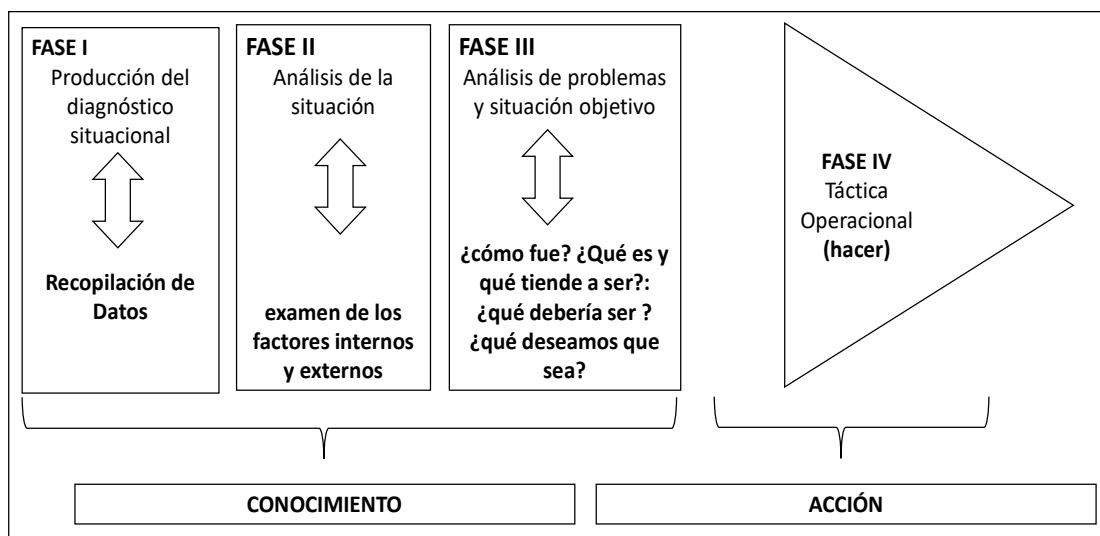 FASE I
Producción del
diagnóstico
situacional
Recopilación de
Datos
FASE II
Análisis de la
situación
examen de los
factores internos
y externos
FASE III
Análisis de problemas
y situación objetivo
¿cómo fue? ¿Qué es y
qué tiende a ser?:
¿qué debería ser ?
¿qué deseamos que
sea?
FASE IV
Táctica
Operacional
(hacer)
CONOCIMIENTO
ACCIÓN